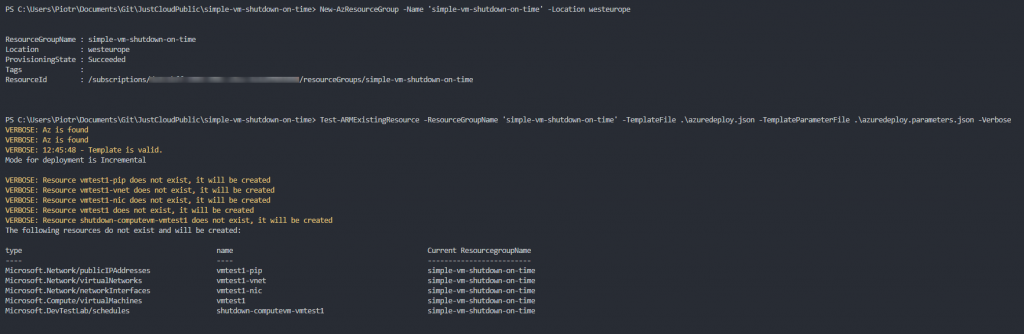 PS C:\Users\Piotr\Documents\Git\JustCloudPublic\simple-vm-shutdown-on-time> New-AzResourceGroup -Name 'simple-vm-shutdown-on-time' -Location westeurope
ResourceGroupName : simple-vm-shutdown-on-time
Location : westeurope
ProvisioningState : Succeeded
Tags :
ResourceId : /subscriptions/ /resourceGroups/simple-vm-shutdown-on-time
PS C:\Users\Piotr\Documents\Git\JustCloudPublic\simple-vm-shutdown-on-time> Test-ARMExistingResource -ResourceGroupName 'simple-vm-shutdown-on-time' -TemplateFile .\azuredeploy.json -TemplateParameterFile .\azuredeploy.parameters.json -Verbose
VERBOSE: Az is found
VERBOSE: Az is found
VERBOSE: 12:45:48 - Template is valid.
Mode for deployment is Incremental
VERBOSE: Resource vmtest1-pip does not exist, it will be created
VERBOSE: Resource vmtest1-vnet does not exist, it will be created
VERBOSE: Resource vmtest1-nic does not exist, it will be created
VERBOSE: Resource vmtest1 does not exist, it will be created
VERBOSE: Resource shutdown-computevm-vmtest1 does not exist, it will be created
The following resources do not exist and will be created:
type name Current ResourcegroupName
---- ---- -------------------------
Microsoft.Network/publicIPAddresses vmtest1-pip simple-vm-shutdown-on-time
Microsoft.Network/virtualNetworks vmtest1-vnet simple-vm-shutdown-on-time
Microsoft.Network/networkInterfaces vmtest1-nic simple-vm-shutdown-on-time
Microsoft.Compute/virtualMachines vmtest1 simple-vm-shutdown-on-time
Microsoft.DevTestLab/schedules shutdown-computevm-vmtest1 simple-vm-shutdown-on-time